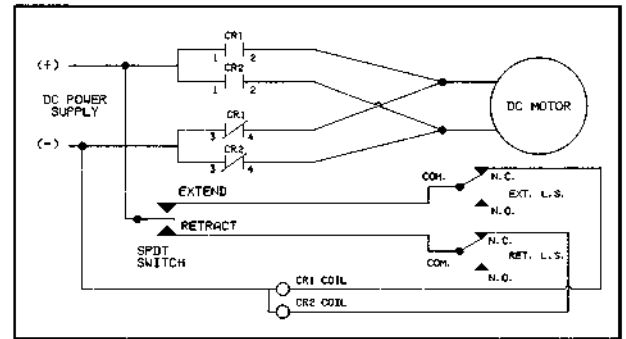 CR1
1 2
(+)
CR2
1 2
DC POWER
SUPPLY
DC MOTOR
CR1
3 4
(-)
CR2
3 4
COM.
N.C.
EXTEND
EXT. L.S.
N.O.
RETRACT
N.C.
SPDT
SWITCH
COM.
RET. L.S.
N.O.
CR1 COIL
CR2 COIL